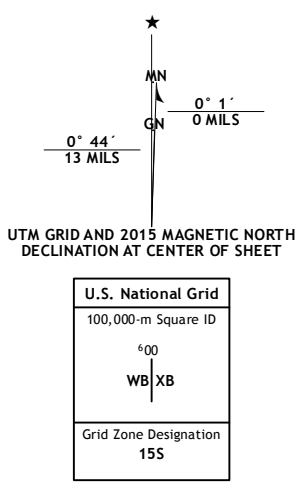 ★
MN
0° 1´
0 MILS
GN
0° 44´
13 MILS
UTM GRID AND 2015 MAGNETIC NORTH
DECLINATION AT CENTER OF SHEET
U.S. National Grid
100,000-m Square ID
⁶00
WB XB
Grid Zone Designation
15S